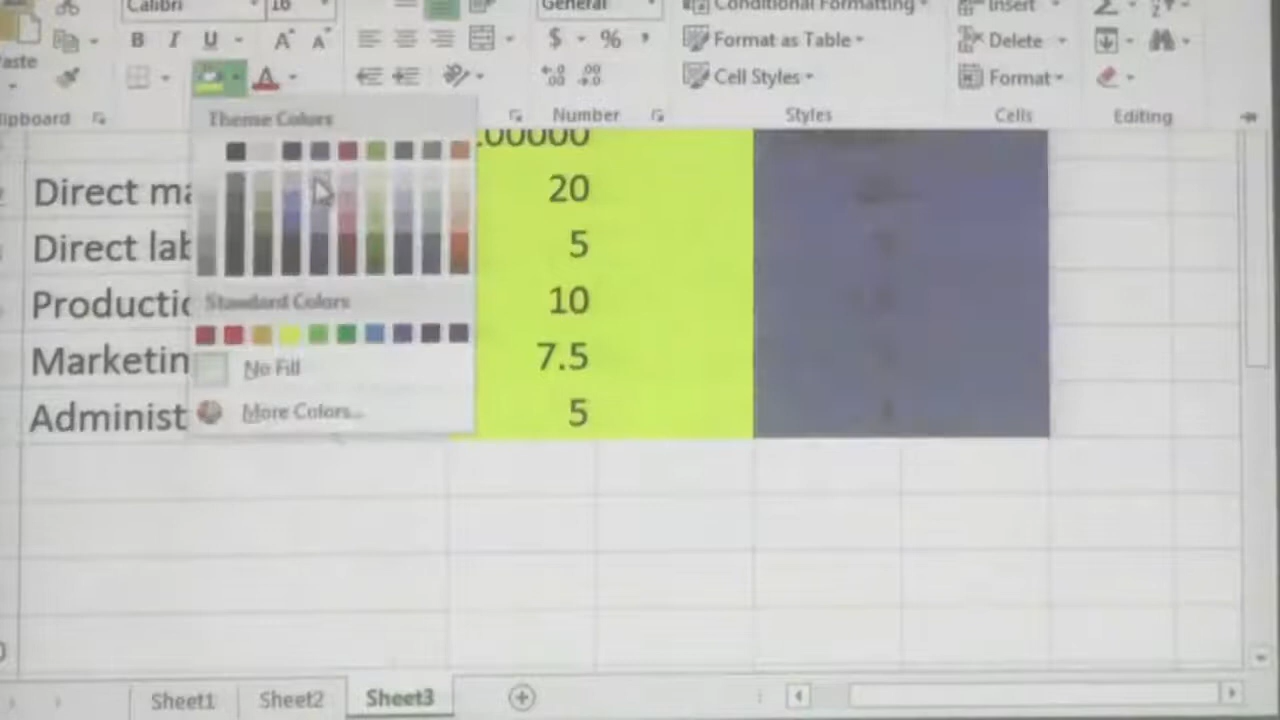 Calibri 16 General Conditional Formatting Insert
B I U A A $ % , Format as Table Delete
Cell Styles Format
Number Styles Cells Editing
Theme Colors
.00000
Direct ma 20
Direct lab 5
Productio 10
Standard Colors
Marketin 7.5
No Fill
Administ 5
More Colors...
Sheet1 Sheet2 Sheet3